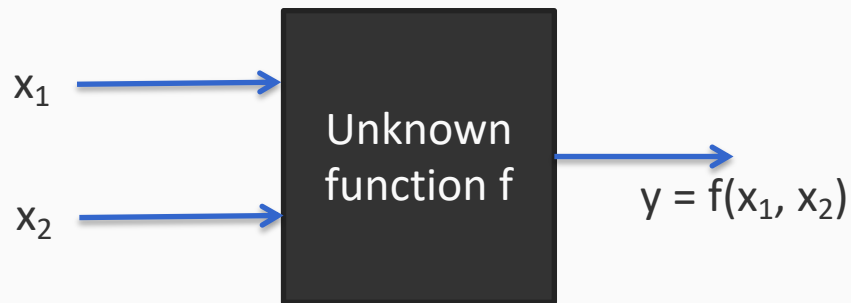 x₁
Unknown
function f
x₂
y = f(x₁, x₂)